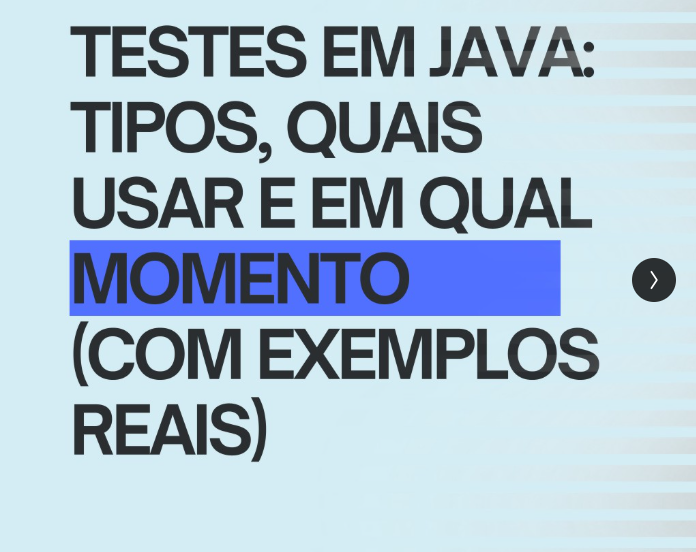 TESTES EM JAVA:
TIPOS, QUAIS
USAR E EM QUAL
MOMENTO
(COM EXEMPLOS
REAIS)